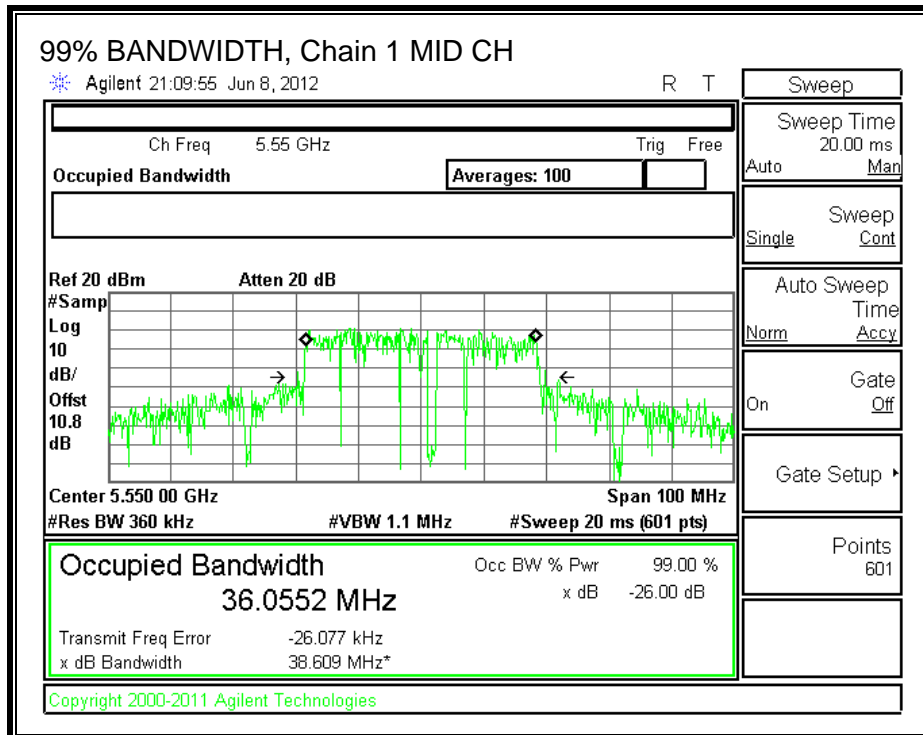 99% BANDWIDTH, Chain 1 MID CH
Agilent 21:09:55 Jun 8, 2012 R T
Ch Freq 5.55 GHz Trig Free
Occupied Bandwidth Averages: 100
Ref 20 dBm Atten 20 dB
#Samp
Log
10
dB/
Offst
10.8
dB
Center 5.550 00 GHz Span 100 MHz
#Res BW 360 kHz #VBW 1.1 MHz #Sweep 20 ms (601 pts)
Occupied Bandwidth Occ BW % Pwr 99.00 %
36.0552 MHz x dB -26.00 dB
Transmit Freq Error -26.077 kHz
x dB Bandwidth 38.609 MHz*
Copyright 2000-2011 Agilent Technologies
Sweep
Sweep Time
20.00 ms
Auto Man
Sweep
Single Cont
Auto Sweep
Time
Norm Accy
Gate
On Off
Gate Setup
Points
601